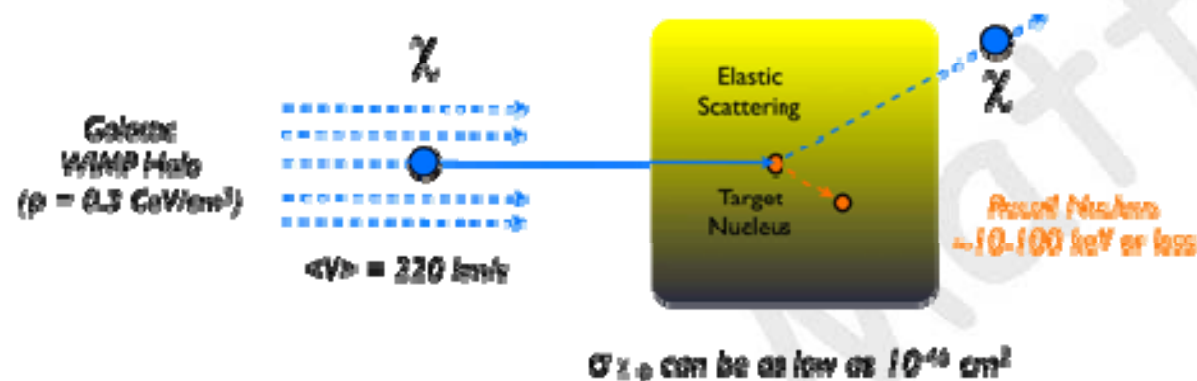 χ
Galactic
WIMP Halo
(ρ = 0.3 GeV/cm³)
<V> = 220 km/s
Elastic
Scattering
Target
Nucleus
χ
Recoil Nucleus
~10-100 keV or less
σχ-p can be as low as 10⁻⁴⁶ cm²